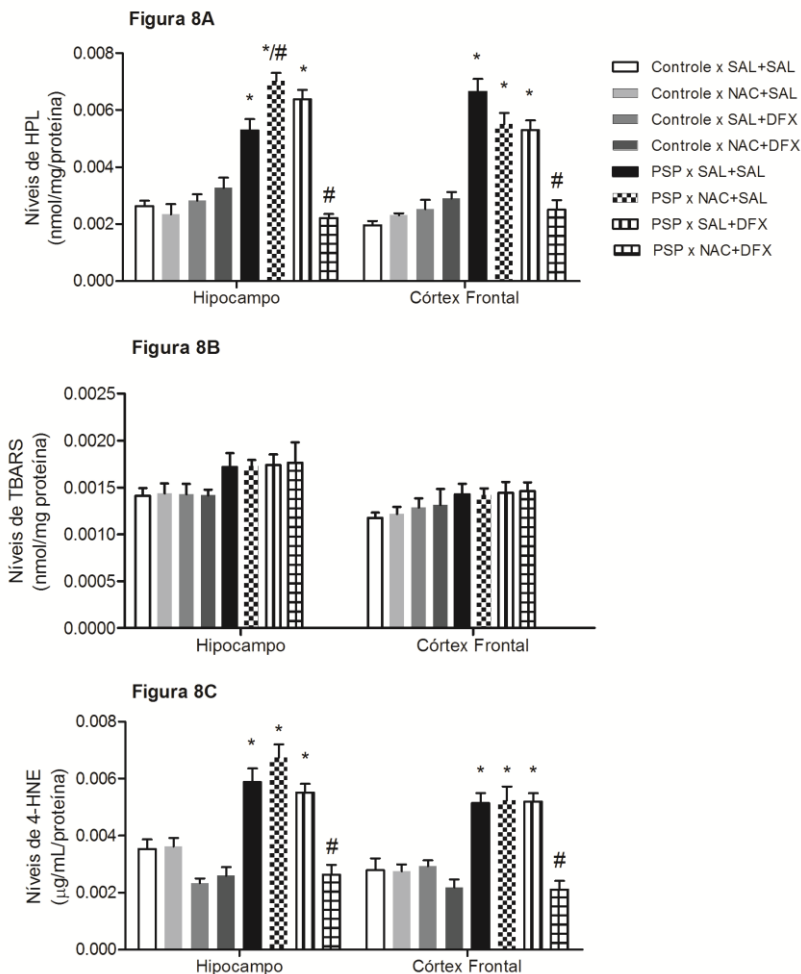 Figura 8A
Níveis de HPL
(nmol/mg/proteína)
0.008
0.006
0.004
0.002
0.000
*
*/#
*
#
*
*
*
#
Hipocampo
Córtex Frontal
Controle x SAL+SAL
Controle x NAC+SAL
Controle x SAL+DFX
Controle x NAC+DFX
PSP x SAL+SAL
PSP x NAC+SAL
PSP x SAL+DFX
PSP x NAC+DFX
Figura 8B
Níveis de TBARS
(nmol/mg proteína)
0.0025
0.0020
0.0015
0.0010
0.0005
0.0000
Hipocampo
Córtex Frontal
Figura 8C
Níveis de 4-HNE
(µg/mL/proteína)
0.008
0.006
0.004
0.002
0.000
*
*
*
#
*
*
*
#
Hipocampo
Córtex Frontal